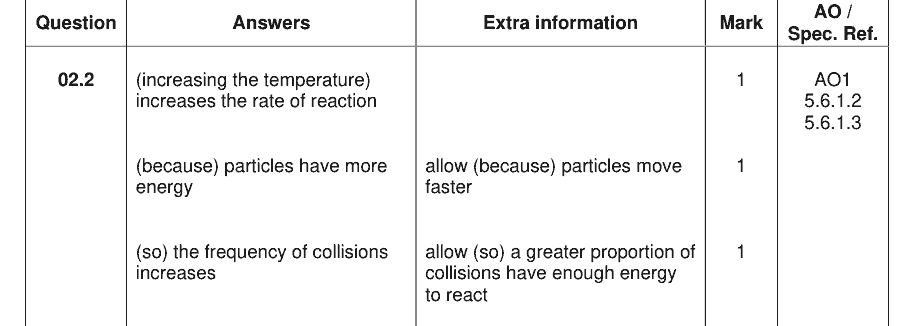 Question Answers Extra information Mark AO /
Spec. Ref.
02.2 (increasing the temperature) 1 AO1
increases the rate of reaction 5.6.1.2
5.6.1.3
(because) particles have more allow (because) particles move 1
energy faster
(so) the frequency of collisions allow (so) a greater proportion of 1
increases collisions have enough energy
to react